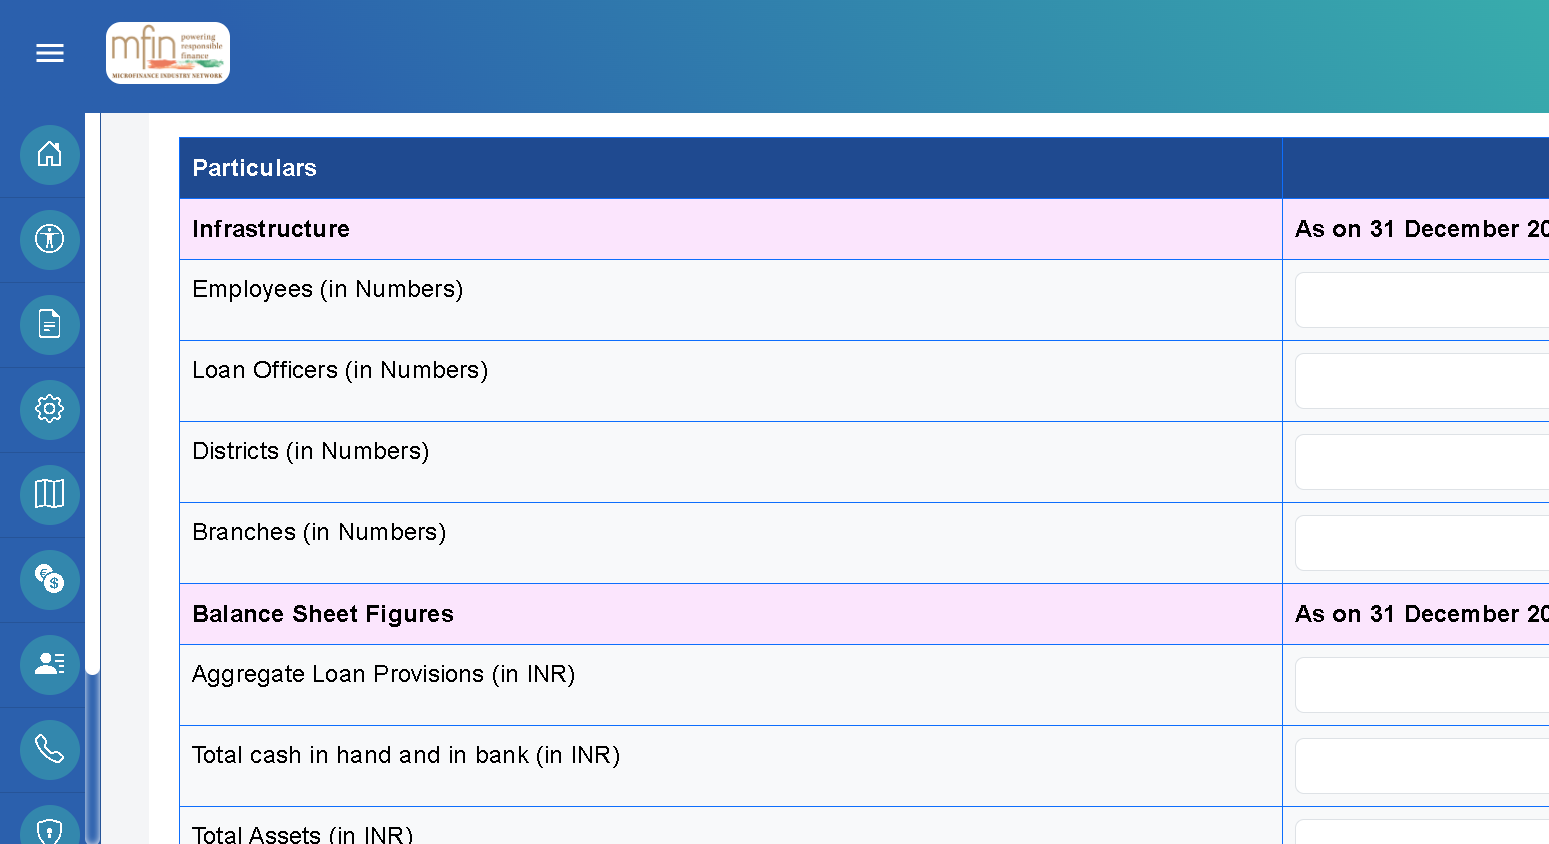 mfin powering
responsible
finance
MICROFINANCE INDUSTRY NETWORK
Particulars
Infrastructure As on 31 December 20
Employees (in Numbers)
Loan Officers (in Numbers)
Districts (in Numbers)
Branches (in Numbers)
Balance Sheet Figures As on 31 December 20
Aggregate Loan Provisions (in INR)
Total cash in hand and in bank (in INR)
Total Assets (in INR)